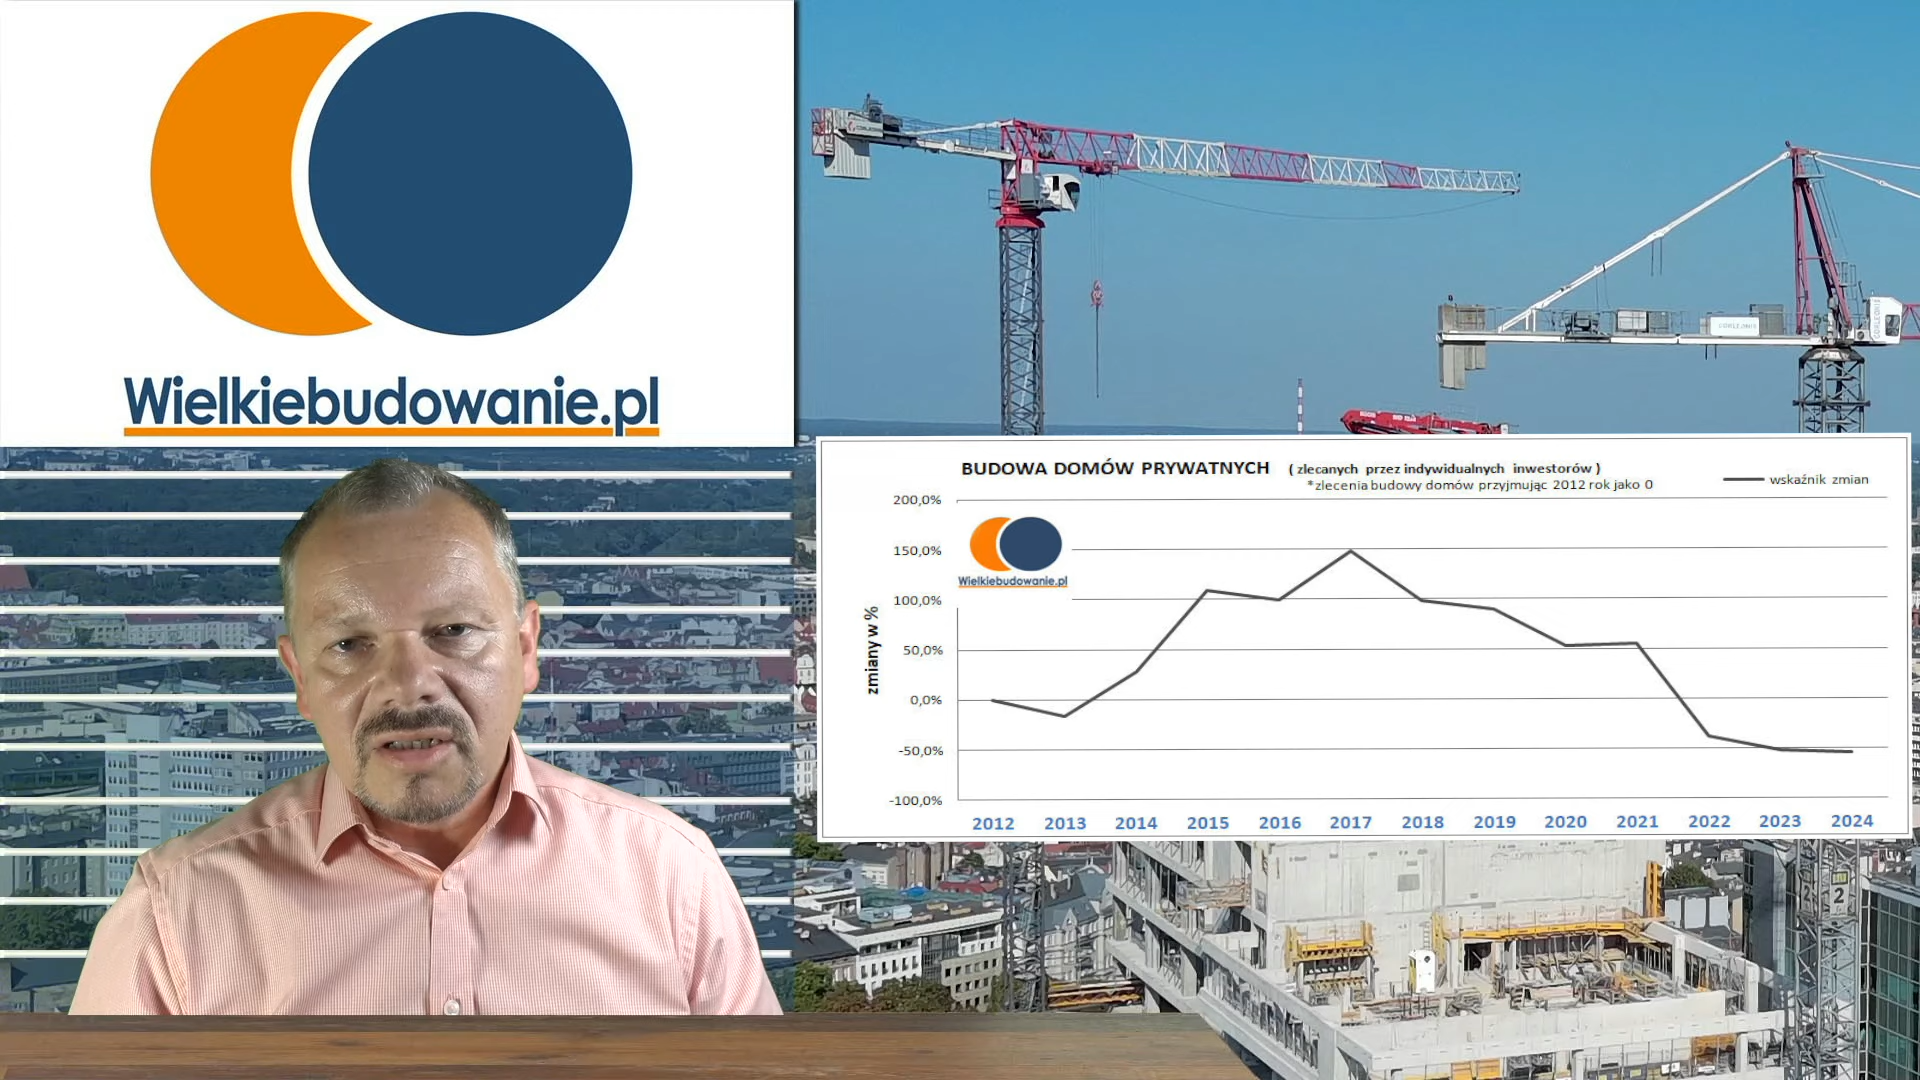 Wielkiebudowanie.pl
BUDOWA DOMÓW PRYWATNYCH ( zlecanych przez indywidualnych inwestorów )
*zlecenia budowy domów przyjmując 2012 rok jako 0
wskaźnik zmian
200,0%
150,0%
100,0%
50,0%
0,0%
-50,0%
-100,0%
zmiany w %
Wielkiebudowanie.pl
2012 2013 2014 2015 2016 2017 2018 2019 2020 2021 2022 2023 2024
2